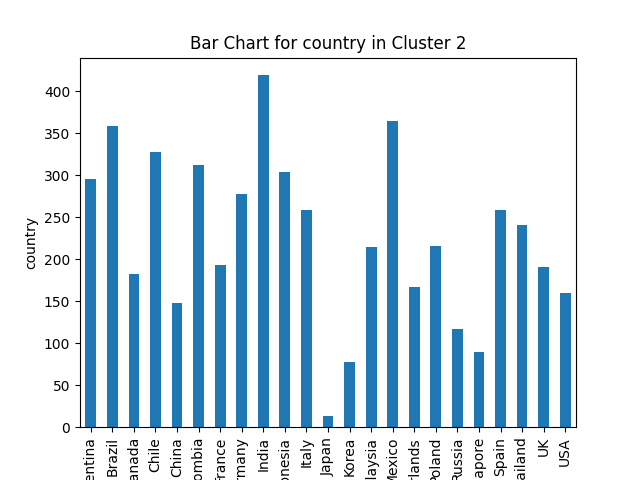 Bar Chart for country in Cluster 2
country
400
350
300
250
200
150
100
50
0
entina
Brazil
anada
Chile
China
ombia
rance
rmany
India
onesia
Italy
Japan
Korea
laysia
Mexico
rlands
Poland
Russia
apore
Spain
ailand
UK
USA